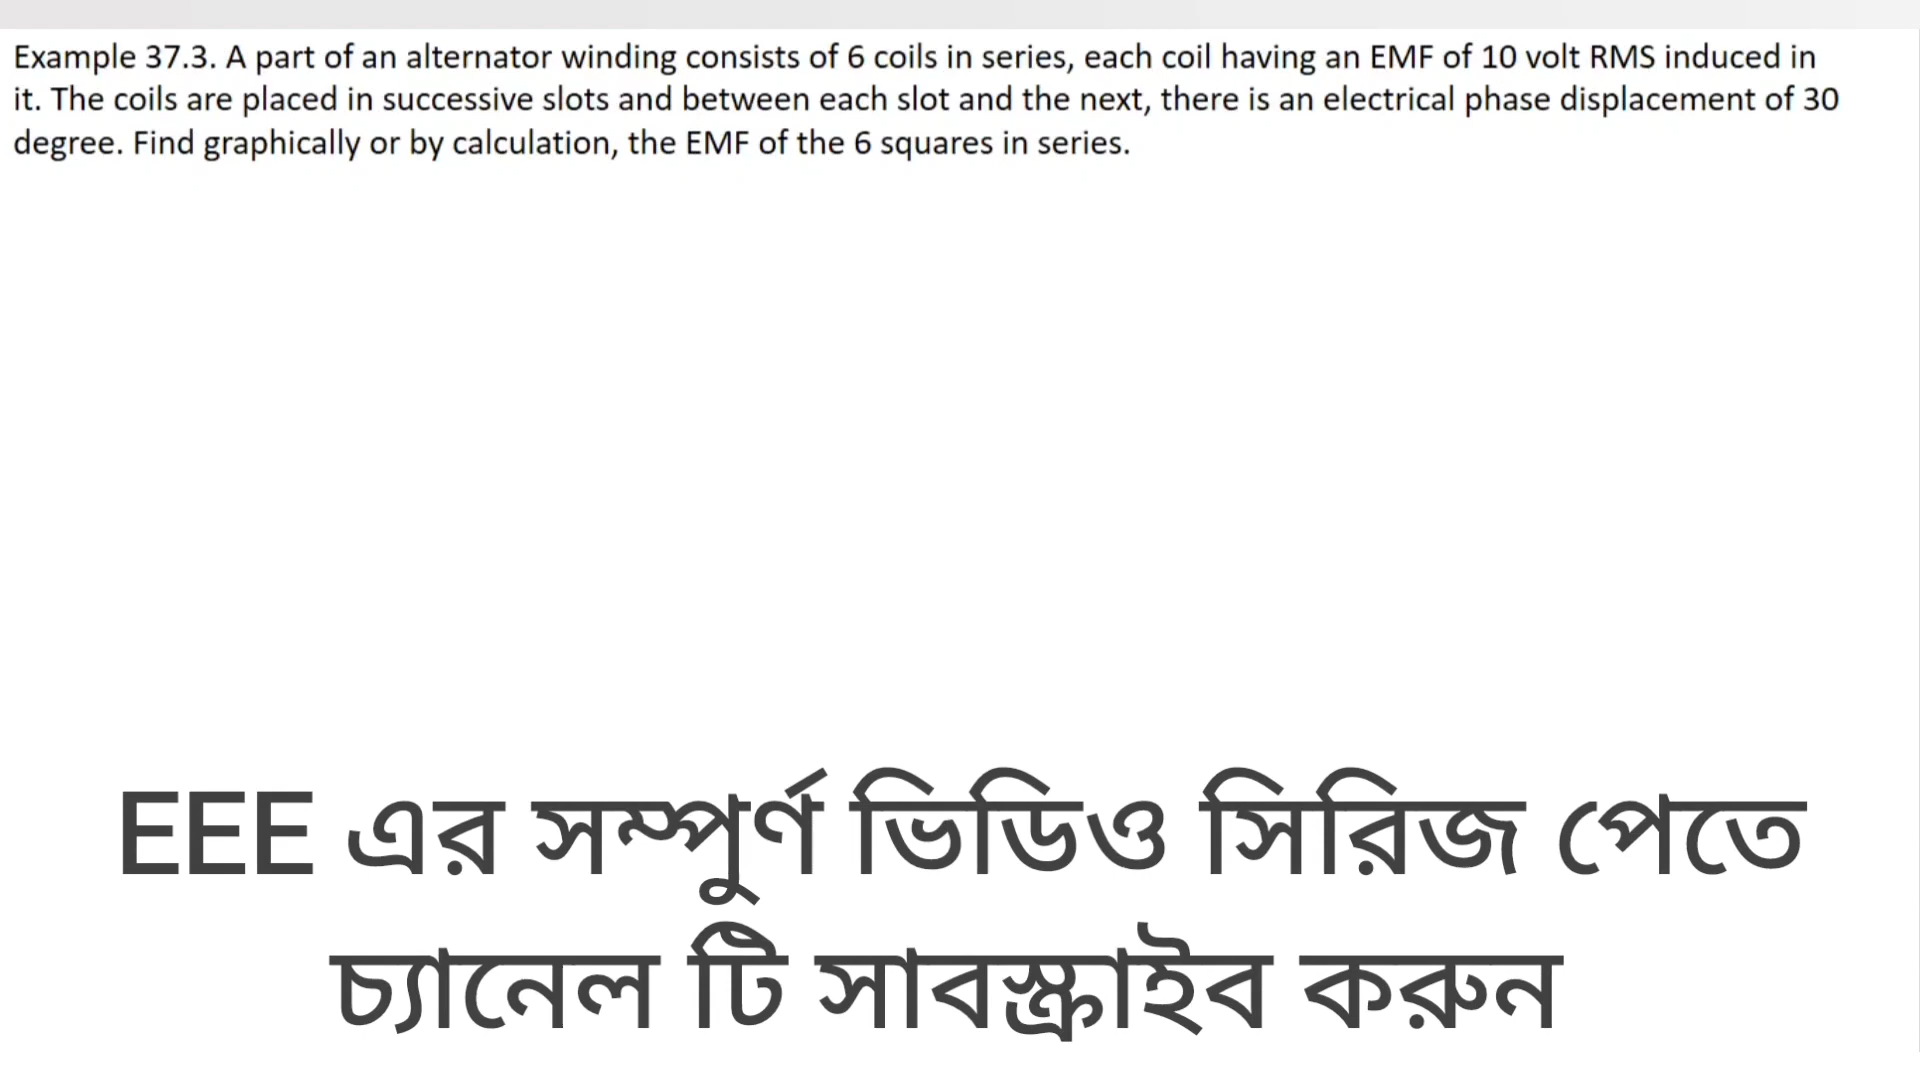 Example 37.3. A part of an alternator winding consists of 6 coils in series, each coil having an EMF of 10 volt RMS induced in
it. The coils are placed in successive slots and between each slot and the next, there is an electrical phase displacement of 30
degree. Find graphically or by calculation, the EMF of the 6 squares in series.
EEE এর সম্পুর্ণ ভিডিও সিরিজ পেতে
চ্যানেল টি সাবস্ক্রাইব করুন